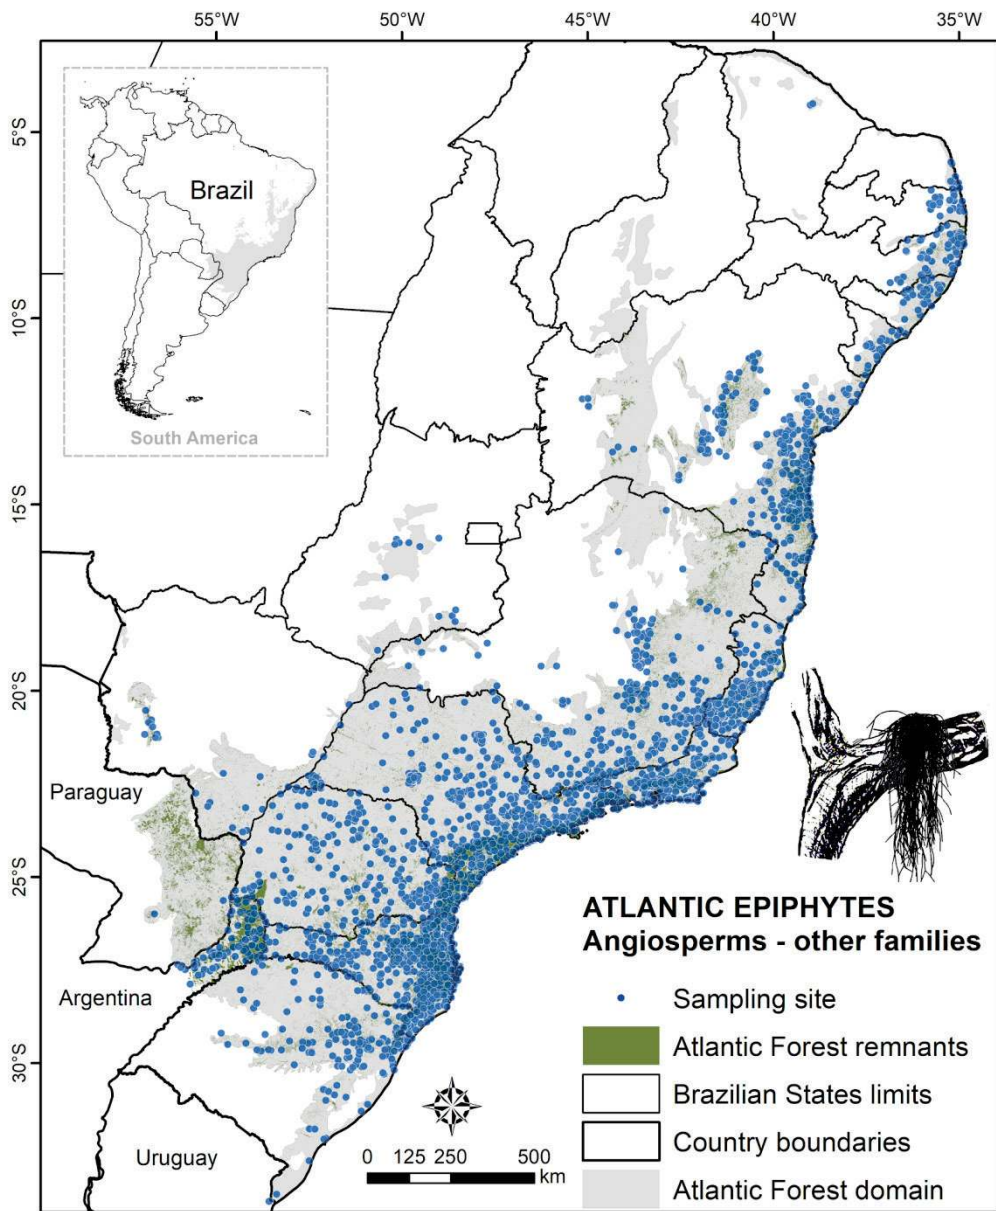 55°W 50°W 45°W 40°W 35°W
5°S
10°S
15°S
20°S
25°S
30°S
Brazil
South America
Paraguay
Argentina
Uruguay
ATLANTIC EPIPHYTES
Angiosperms - other families
Sampling site
Atlantic Forest remnants
Brazilian States limits
Country boundaries
Atlantic Forest domain
0 125 250 500
km